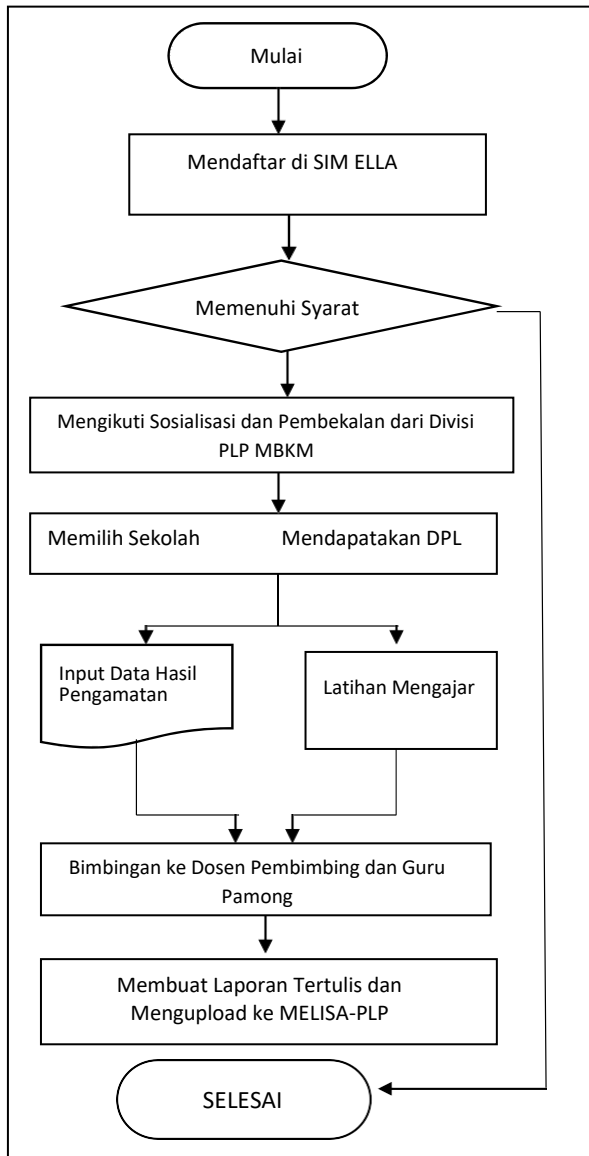 Mulai
Mendaftar di SIM ELLA
Memenuhi Syarat
Mengikuti Sosialisasi dan Pembekalan dari Divisi
PLP MBKM
Memilih Sekolah Mendapatakan DPL
Input Data Hasil
Pengamatan
Latihan Mengajar
Bimbingan ke Dosen Pembimbing dan Guru
Pamong
Membuat Laporan Tertulis dan
Mengupload ke MELISA-PLP
SELESAI